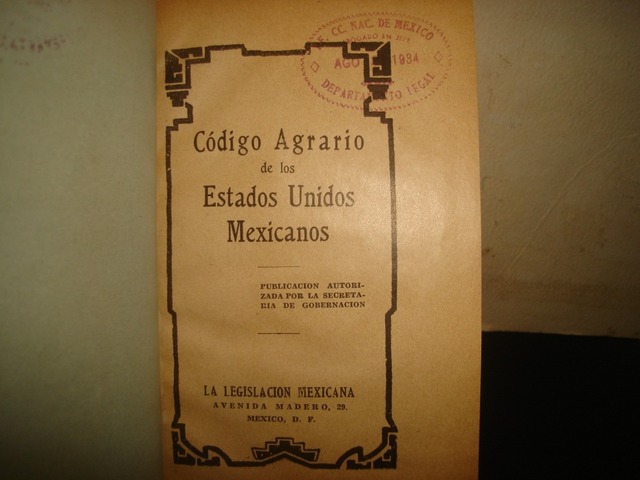 CC. NAC. DE MEXICO
AGO 1934
DEPARTAMENTO LEGAL
Código Agrario
de los
Estados Unidos
Mexicanos
PUBLICACION AUTORI-
ZADA POR LA SECRETA-
RIA DE GOBERNACION
LA LEGISLACION MEXICANA
AVENIDA MADERO, 29.
MEXICO, D. F.